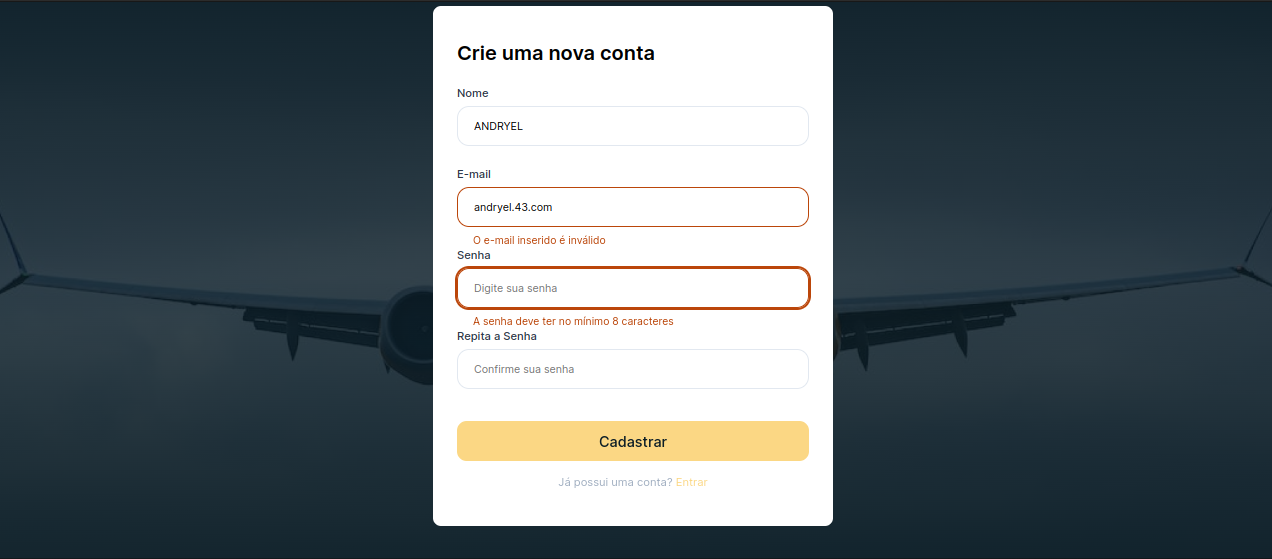 Crie uma nova conta
Nome
ANDRYEL
E-mail
andryel.43.com
O e-mail inserido é inválido
Senha
Digite sua senha
A senha deve ter no mínimo 8 caracteres
Repita a Senha
Confirme sua senha
Cadastrar
Já possui uma conta? Entrar